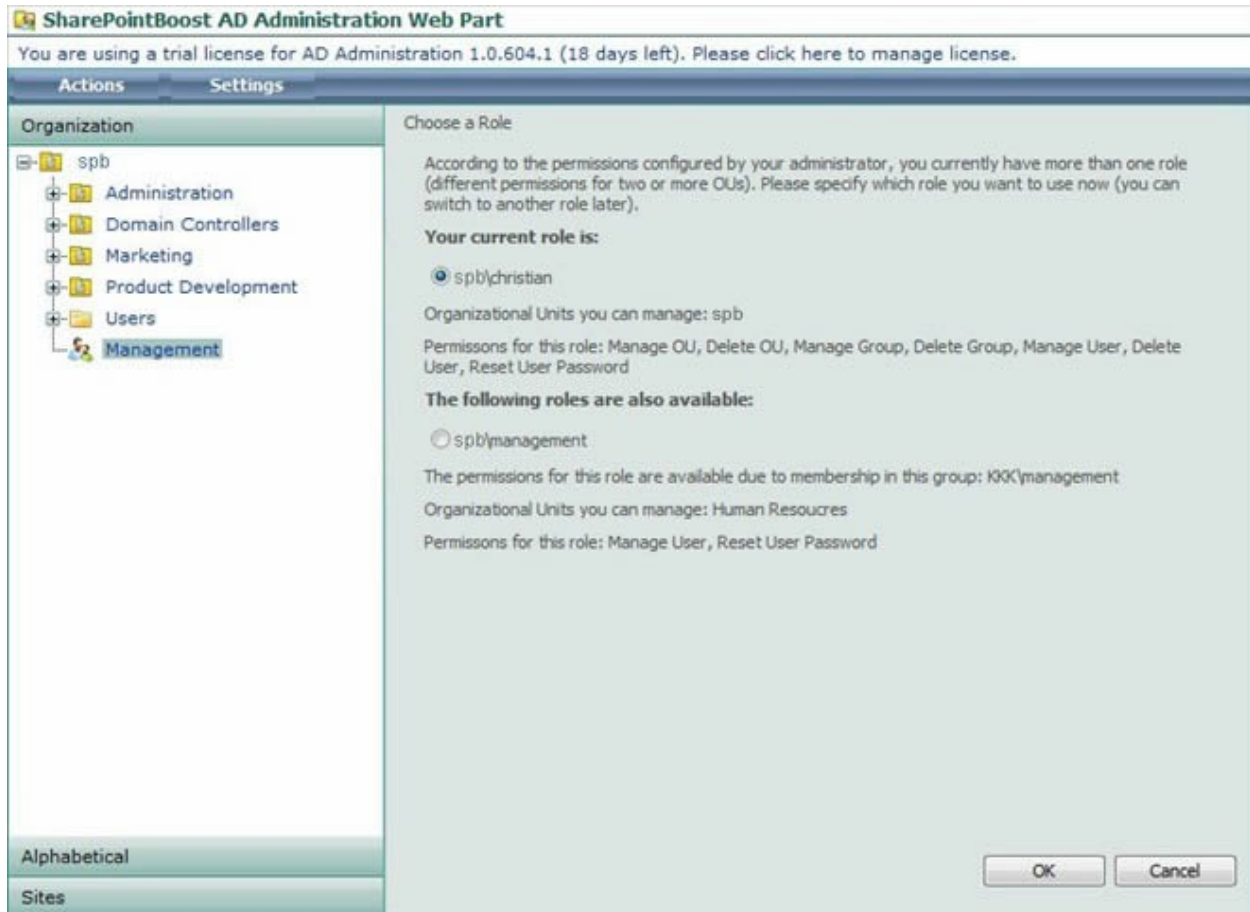 SharePointBoost AD Administration Web Part
You are using a trial license for AD Administration 1.0.604.1 (18 days left). Please click here to manage license.
Actions Settings
Organization
spb
Administration
Domain Controllers
Marketing
Product Development
Users
Management
Alphabetical
Sites
Choose a Role
According to the permissions configured by your administrator, you currently have more than one role
(different permissions for two or more OUs). Please specify which role you want to use now (you can
switch to another role later).
Your current role is:
spb\christian
Organizational Units you can manage: spb
Permissons for this role: Manage OU, Delete OU, Manage Group, Delete Group, Manage User, Delete
User, Reset User Password
The following roles are also available:
spb\management
The permissions for this role are available due to membership in this group: KKK\management
Organizational Units you can manage: Human Resoucres
Permissons for this role: Manage User, Reset User Password
OK Cancel